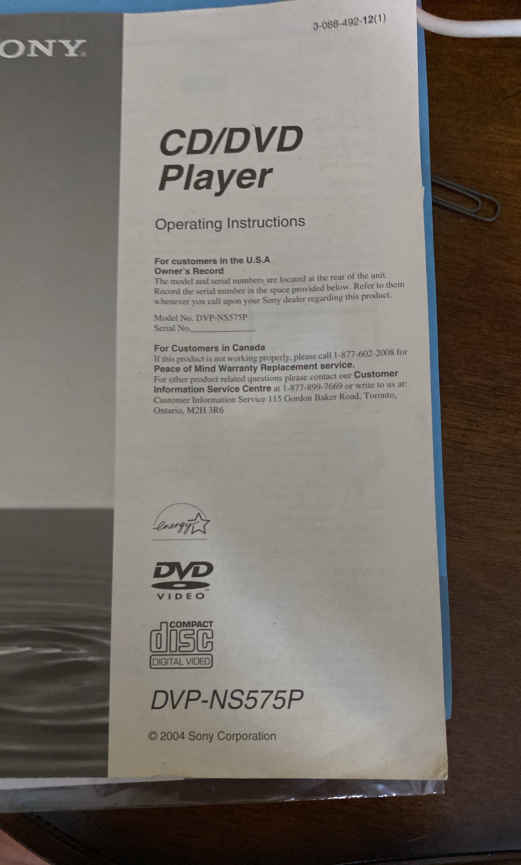 3-088-492-12(1)
SONY
CD/DVD
Player
Operating Instructions
For customers in the U.S.A
Owner's Record
The model and serial numbers are located at the rear of the unit.
Record the serial number in the space provided below. Refer to them
whenever you call upon your Sony dealer regarding this product.
Model No. DVP-NS575P
Serial No.______________
For Customers in Canada
If this product is not working properly, please call 1-877-602-2008 for
Peace of Mind Warranty Replacement service.
For other product related questions please contact our Customer
Information Service Centre at 1-877-899-7669 or write to us at:
Customer Information Service 115 Gordon Baker Road, Toronto,
Ontario, M2H 3R6
energy
DVD
VIDEO™
COMPACT
disc
DIGITAL VIDEO
DVP-NS575P
© 2004 Sony Corporation